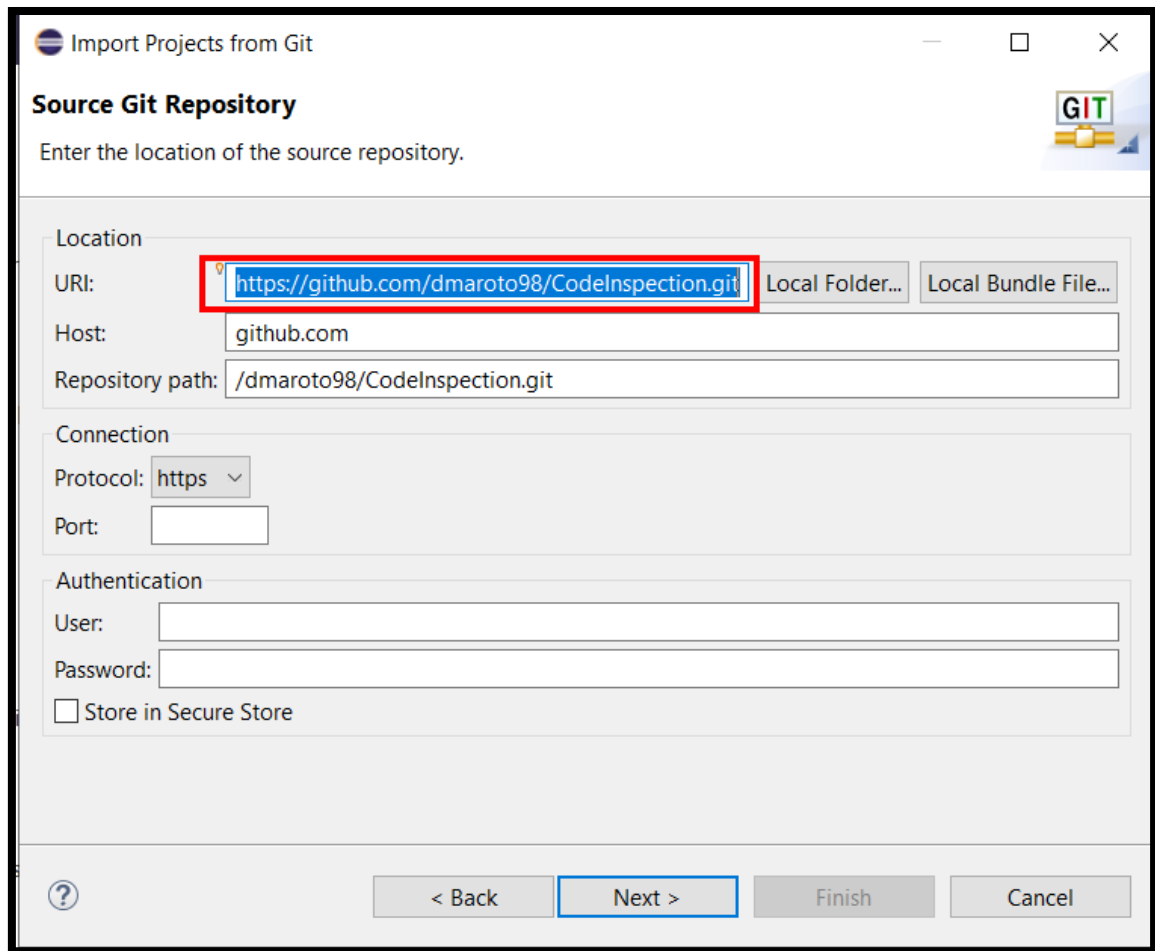 Import Projects from Git
Source Git Repository
GIT
Enter the location of the source repository.
Location
URI: https://github.com/dmaroto98/CodeInspection.git Local Folder... Local Bundle File...
Host: github.com
Repository path: /dmaroto98/CodeInspection.git
Connection
Protocol: https
Port:
Authentication
User:
Password:
Store in Secure Store
? < Back Next > Finish Cancel